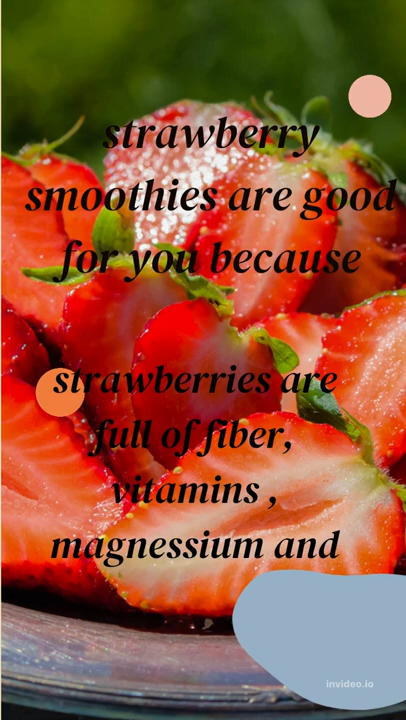 strawberry
smoothies are good
for you because
strawberries are
full of fiber,
vitamins ,
magnessium and
invideo.io